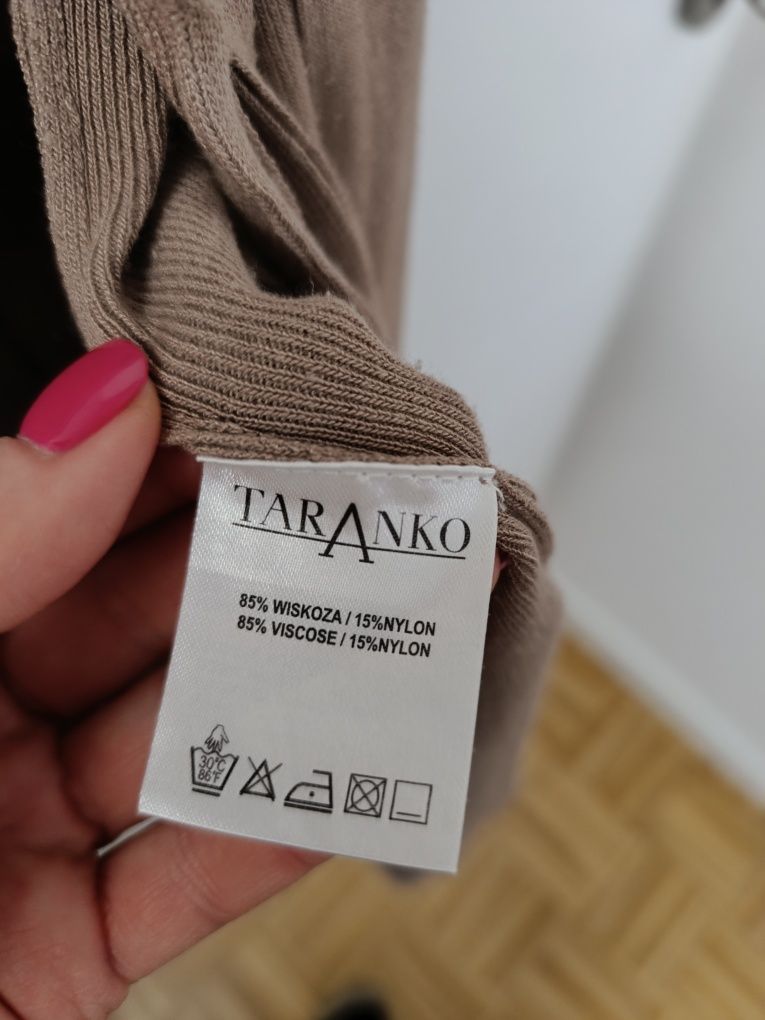 TARANKO
85% WISKOZA / 15%NYLON
85% VISCOSE / 15%NYLON
30°C
86°F